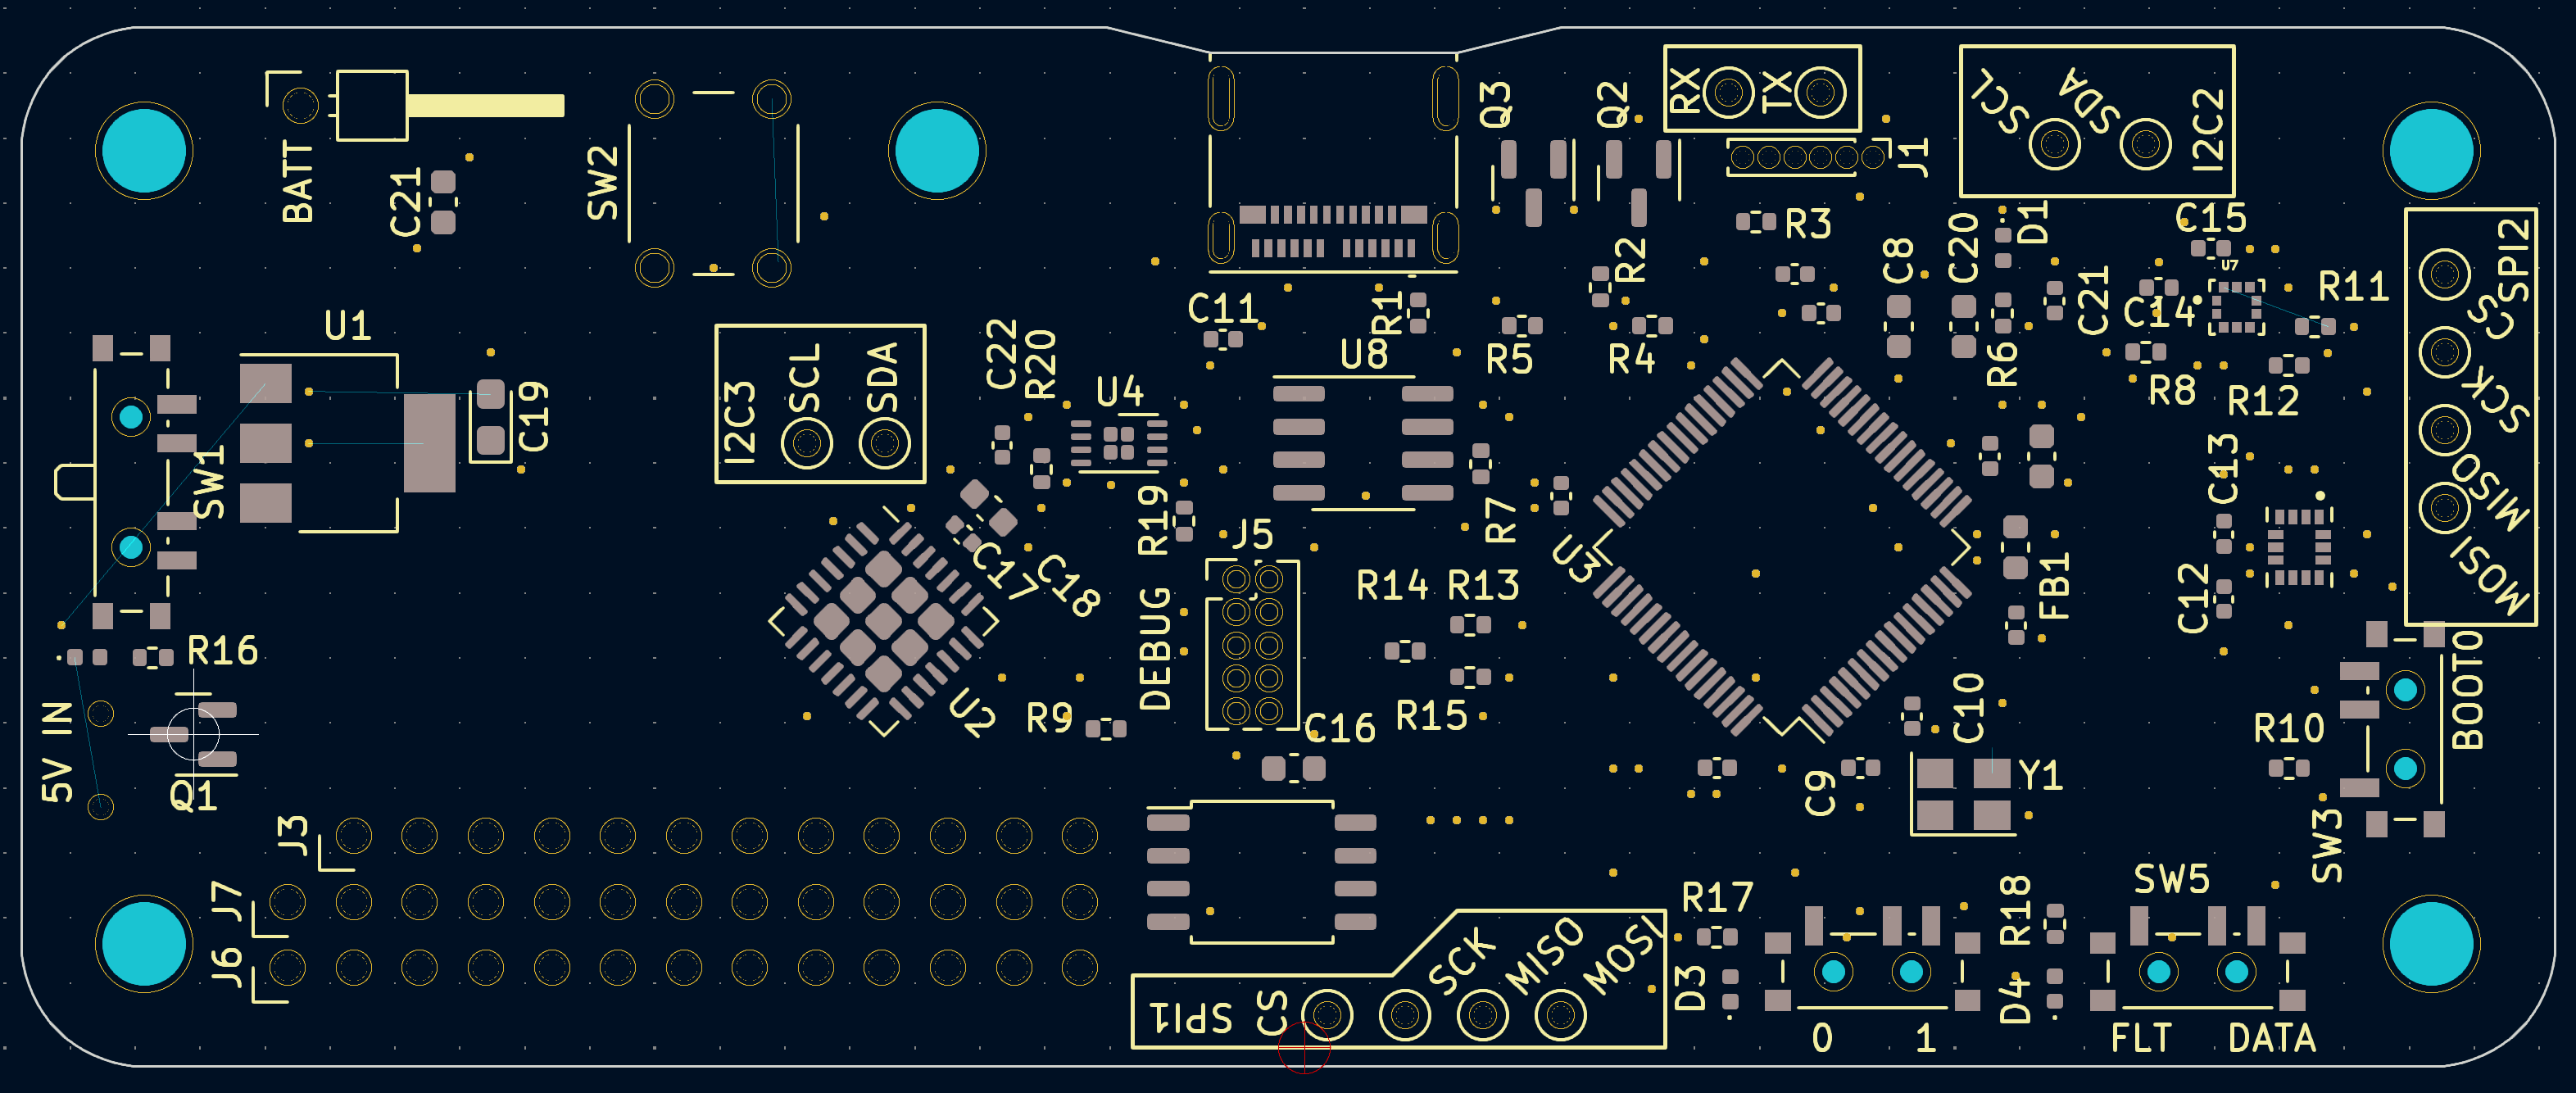 BATT
C21
SW2
Q3
Q2
RX
TX
J1
SCL
SDA
I2C2
SPI2
CS
SCK
MISO
MOSI
R3
R2
C8
C20
D1
C15
U7
R11
C21
C14
R8
R12
R6
U1
C19
SW1
I2C3
SCL
SDA
C22
R20
U4
C11
R1
U8
R5
R4
R7
R19
J5
DEBUG
C17
C18
U2
R9
R14
R13
R15
C16
U3
FB1
C13
C12
BOOT0
R10
SW3
C10
C9
Y1
R16
5V IN
Q1
J3
J7
J6
SPI1
CS
SCK
MISO
MOSI
R17
D3
0
1
R18
D4
SW5
FLT
DATA